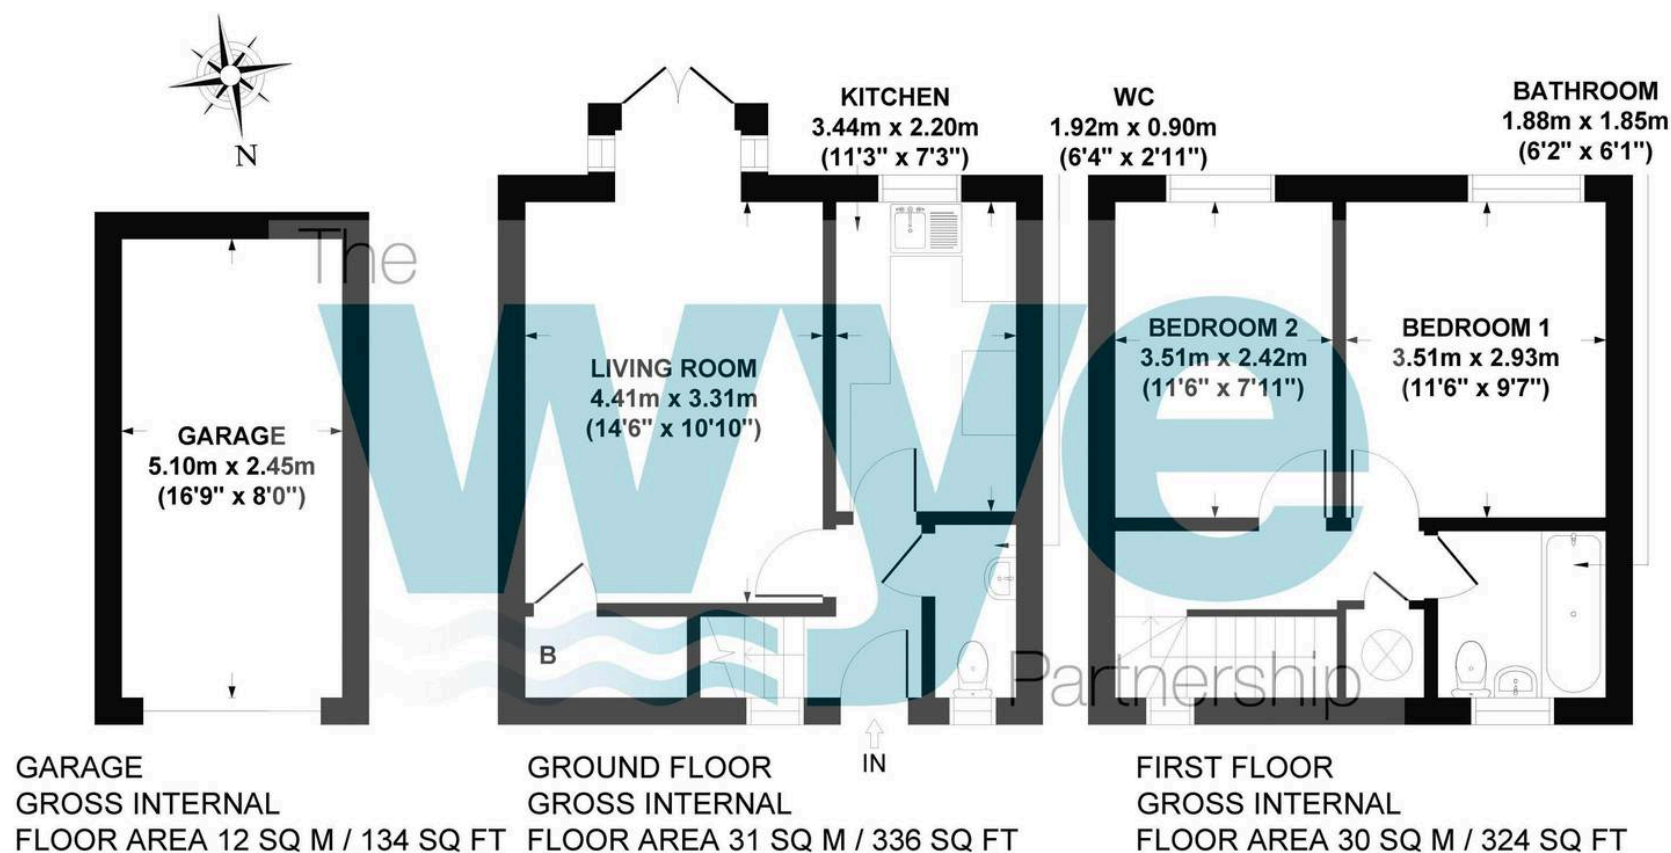 N
KITCHEN
3.44m x 2.20m
(11'3" x 7'3")
WC
1.92m x 0.90m
(6'4" x 2'11")
BATHROOM
1.88m x 1.85m
(6'2" x 6'1")
The
wye
Partnership
GARAGE
5.10m x 2.45m
(16'9" x 8'0")
LIVING ROOM
4.41m x 3.31m
(14'6" x 10'10")
BEDROOM 2
3.51m x 2.42m
(11'6" x 7'11")
BEDROOM 1
3.51m x 2.93m
(11'6" x 9'7")
B
IN
GARAGE
GROSS INTERNAL
FLOOR AREA 12 SQ M / 134 SQ FT
GROUND FLOOR
GROSS INTERNAL
FLOOR AREA 31 SQ M / 336 SQ FT
FIRST FLOOR
GROSS INTERNAL
FLOOR AREA 30 SQ M / 324 SQ FT